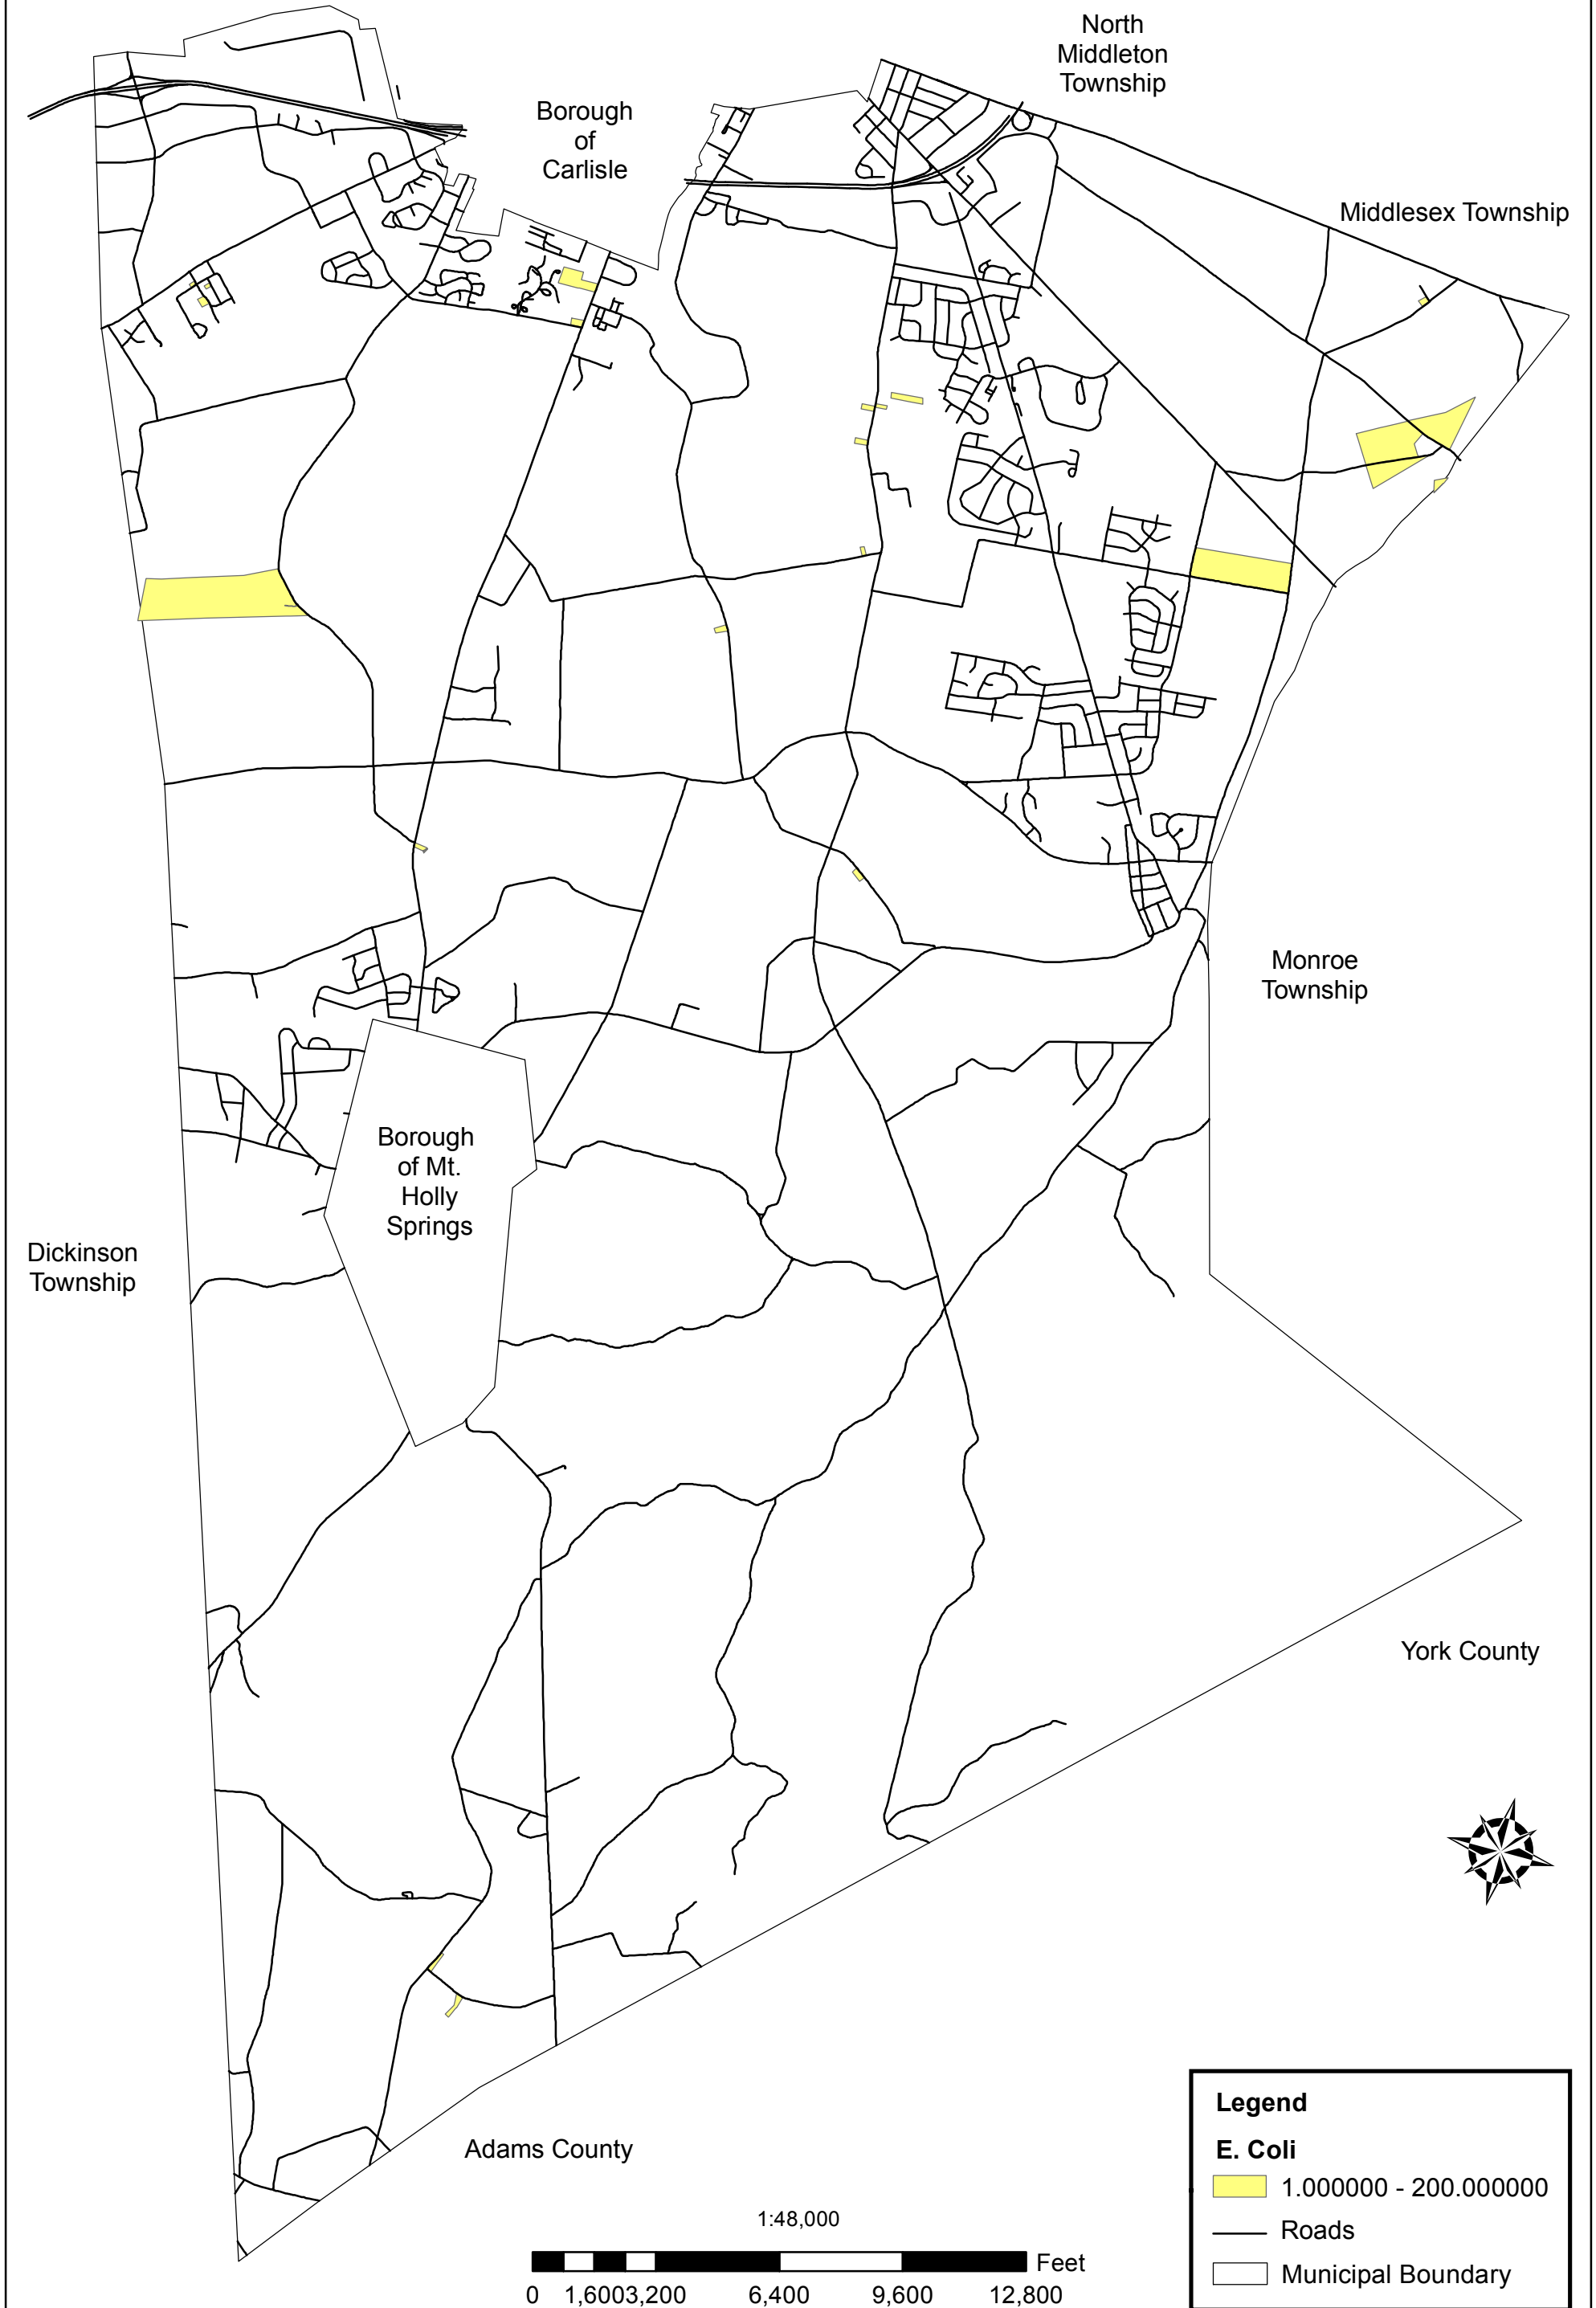 North
Middleton
Township
Borough
of
Carlisle
Middlesex Township
Monroe
Township
Borough
of Mt.
Holly
Springs
Dickinson
Township
York County
Adams County
Legend
E. Coli
1.000000 - 200.000000
Roads
Municipal Boundary
1:48,000
Feet
0 1,6003,200 6,400 9,600 12,800